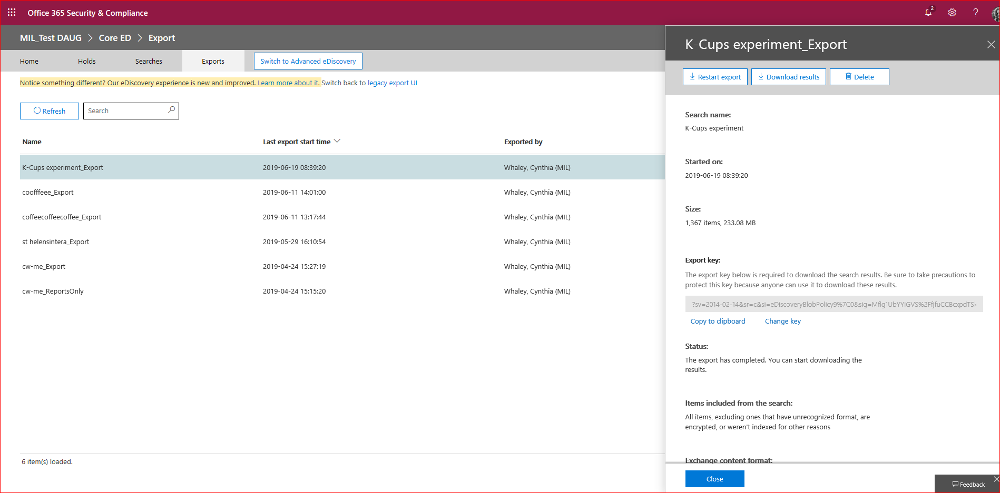 Office 365 Security & Compliance
2
?
MIL_Test DAUG > Core ED > Export
Home Holds Searches Exports Switch to Advanced eDiscovery
Notice something different? Our eDiscovery experience is new and improved. Learn more about it. Switch back to legacy export UI
Refresh Search
Name Last export start time Exported by
K-Cups experiment_Export 2019-06-19 08:39:20 Whaley, Cynthia (MIL)
coofffeee_Export 2019-06-11 14:01:00 Whaley, Cynthia (MIL)
coffeecoffeecoffee_Export 2019-06-11 13:17:44 Whaley, Cynthia (MIL)
st helensintera_Export 2019-05-29 16:10:54 Whaley, Cynthia (MIL)
cw-me_Export 2019-04-24 15:27:19 Whaley, Cynthia (MIL)
cw-me_ReportsOnly 2019-04-24 15:15:20 Whaley, Cynthia (MIL)
6 item(s) loaded.
K-Cups experiment_Export
Restart export Download results Delete
Search name:
K-Cups experiment
Started on:
2019-06-19 08:39:20
Size:
1,367 items, 233.08 MB
Export key:
The export key below is required to download the search results. Be sure to take precautions to
protect this key because anyone can use it to download these results.
?sv=2014-02-14&sr=c&si=eDiscoveryBlobPolicy9%7C0&sig=Mflg1UbYYIGVS%2FfjfuCCBcxpdTSk
Copy to clipboard Change key
Status:
The export has completed. You can start downloading the
results.
Items included from the search:
All items, excluding ones that have unrecognized format, are
encrypted, or weren't indexed for other reasons
Exchange content format:
Close
Feedback